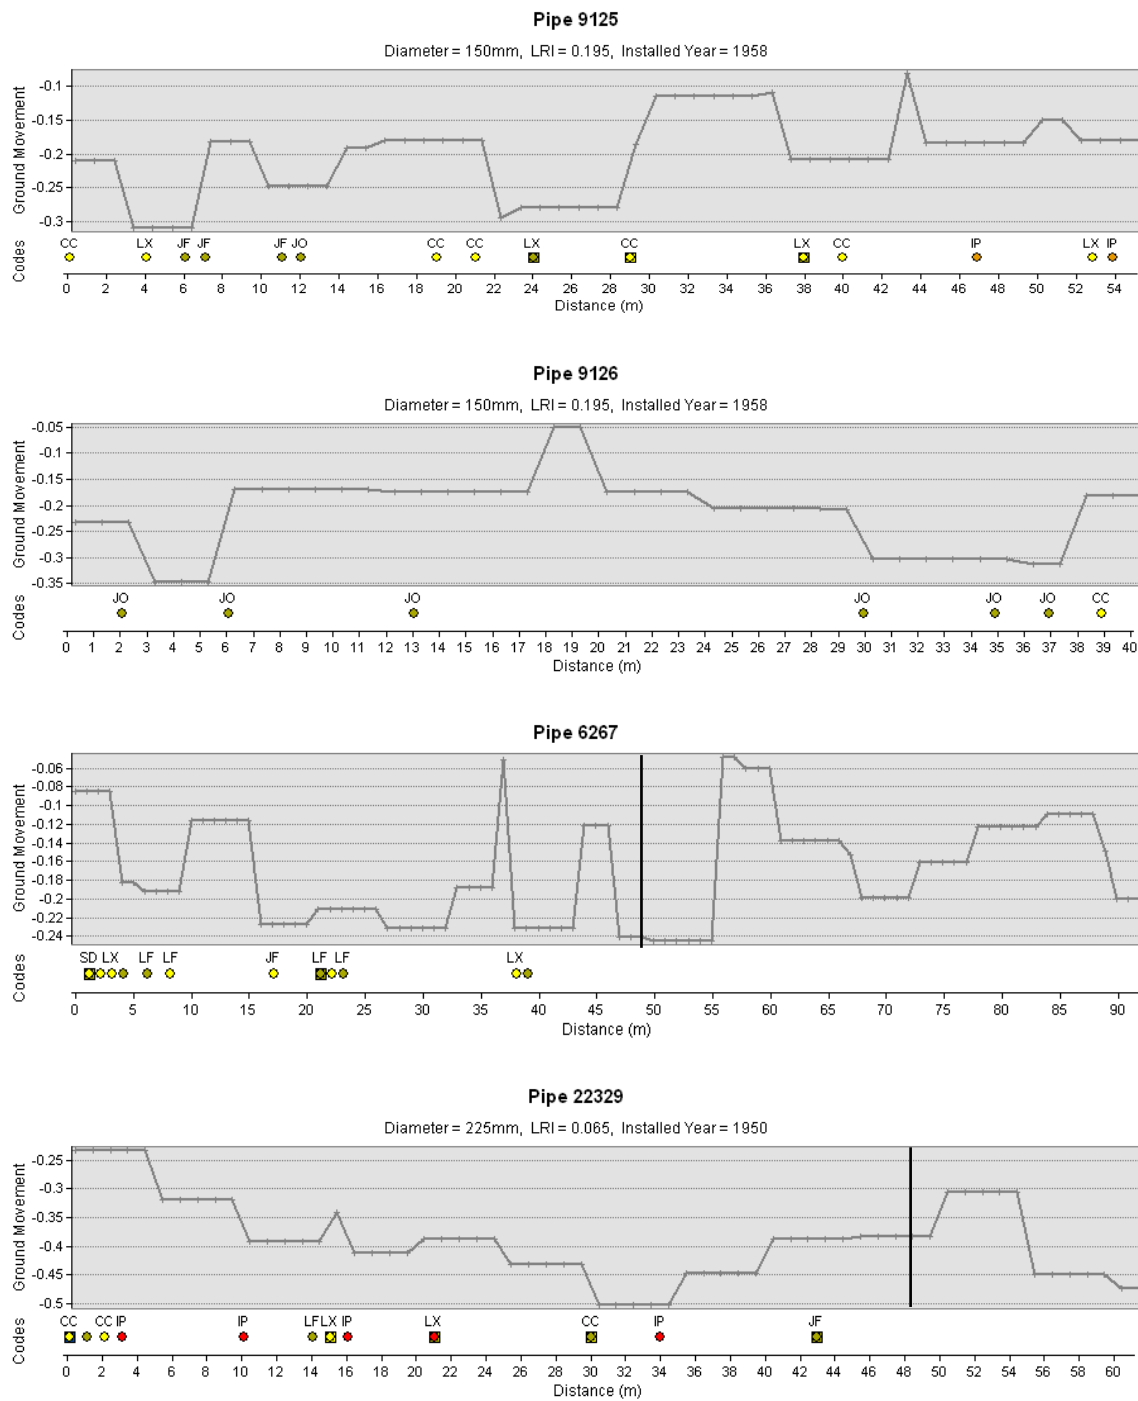 Pipe 9125
Diameter = 150mm, LRI = 0.195, Installed Year = 1958
Ground Movement
-0.1
-0.15
-0.2
-0.25
-0.3
Codes
CC LX JF JF JF JO CC CC LX CC LX CC IP LX IP
0 2 4 6 8 10 12 14 16 18 20 22 24 26 28 30 32 34 36 38 40 42 44 46 48 50 52 54
Distance (m)
Pipe 9126
Diameter = 150mm, LRI = 0.195, Installed Year = 1958
Ground Movement
-0.05
-0.1
-0.15
-0.2
-0.25
-0.3
-0.35
Codes
JO JO JO JO JO JO CC
0 1 2 3 4 5 6 7 8 9 10 11 12 13 14 15 16 17 18 19 20 21 22 23 24 25 26 27 28 29 30 31 32 33 34 35 36 37 38 39 40
Distance (m)
Pipe 6267
Ground Movement
-0.06
-0.08
-0.1
-0.12
-0.14
-0.16
-0.18
-0.2
-0.22
-0.24
Codes
SD LX LF LF JF LF LF LX
0 5 10 15 20 25 30 35 40 45 50 55 60 65 70 75 80 85 90
Distance (m)
Pipe 22329
Diameter = 225mm, LRI = 0.065, Installed Year = 1950
Ground Movement
-0.25
-0.3
-0.35
-0.4
-0.45
-0.5
Codes
CC CC IP IP LF LX IP LX CC IP JF
0 2 4 6 8 10 12 14 16 18 20 22 24 26 28 30 32 34 36 38 40 42 44 46 48 50 52 54 56 58 60
Distance (m)